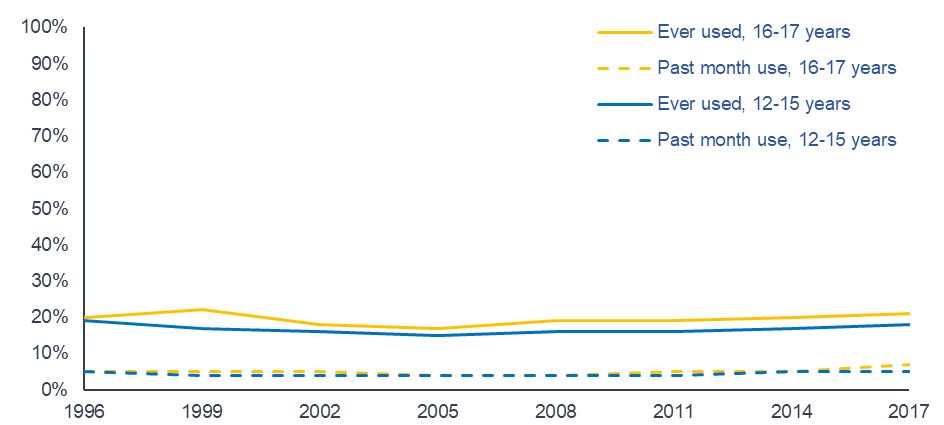 100%
90%
80%
70%
60%
50%
40%
30%
20%
10%
0%
Ever used, 16-17 years
Past month use, 16-17 years
Ever used, 12-15 years
Past month use, 12-15 years
1996 1999 2002 2005 2008 2011 2014 2017